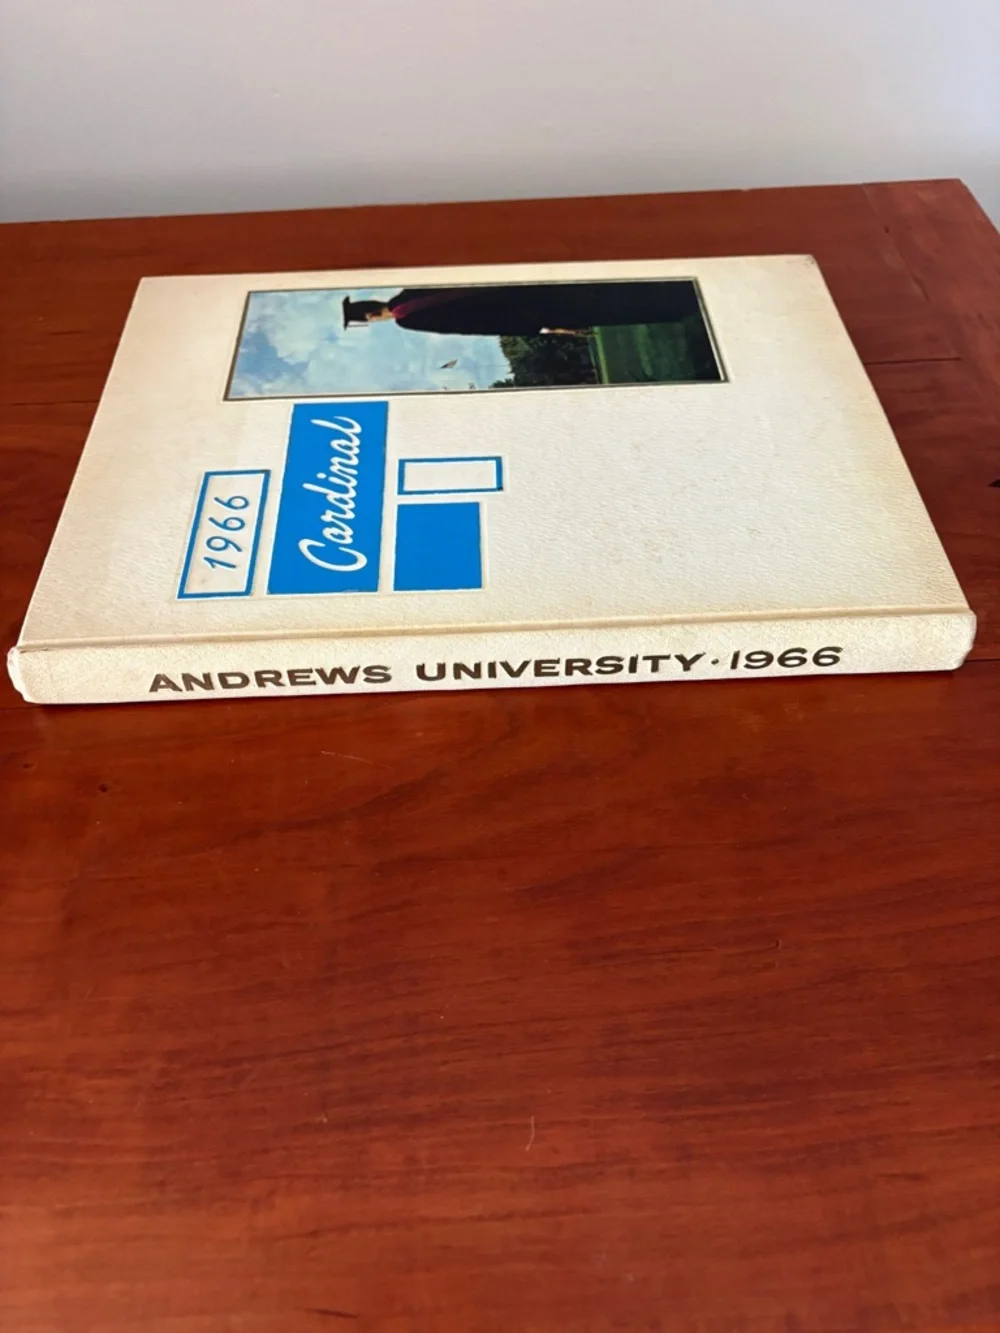 1966
Cardinal
ANDREWS UNIVERSITY · 1966